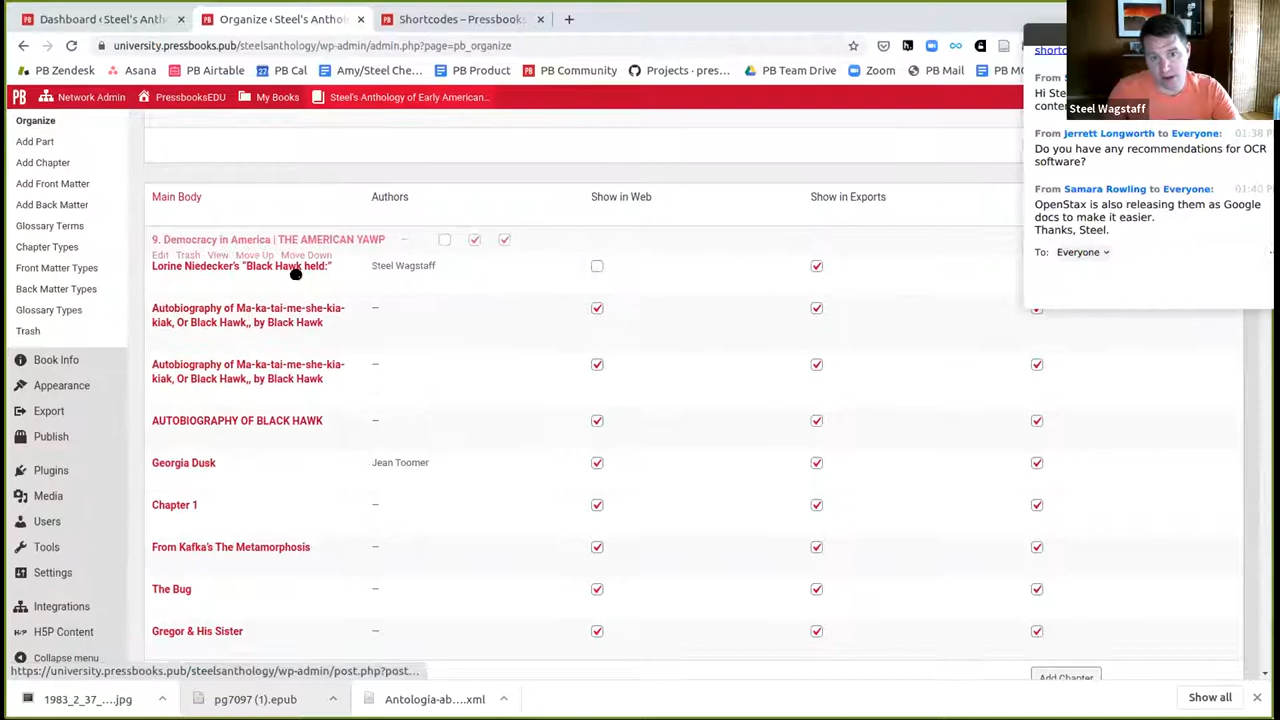 Dashboard ‹ Steel's Anth
Organize ‹ Steel's Antho
Shortcodes – Pressbooks
university.pressbooks.pub/steelsanthology/wp-admin/admin.php?page=pb_organize
PB Zendesk
Asana
PB Airtable
PB Cal
Amy/Steel Che...
PB Product
PB Community
Projects · pres...
PB Team Drive
Zoom
PB Mail
PB MC
Network Admin
PressbooksEDU
My Books
Steel's Anthology of Early American...
Organize
Add Part
Add Chapter
Add Front Matter
Add Back Matter
Glossary Terms
Chapter Types
Front Matter Types
Back Matter Types
Glossary Types
Trash
Book Info
Appearance
Export
Publish
Plugins
Media
Users
Tools
Settings
Integrations
H5P Content
Collapse menu
Main Body Authors Show in Web Show in Exports
9. Democracy in America | THE AMERICAN YAWP –
Edit Trash View Move Up Move Down
Lorine Niedecker's "Black Hawk held:" Steel Wagstaff
Autobiography of Ma-ka-tai-me-she-kia- –
kiak, Or Black Hawk,, by Black Hawk
Autobiography of Ma-ka-tai-me-she-kia- –
kiak, Or Black Hawk,, by Black Hawk
AUTOBIOGRAPHY OF BLACK HAWK –
Georgia Dusk Jean Toomer
Chapter 1 –
From Kafka's The Metamorphosis –
The Bug –
Gregor & His Sister –
Add Chapter
https://university.pressbooks.pub/steelsanthology/wp-admin/post.php?post...
1983_2_37_....jpg
pg7097 (1).epub
Antologia-ab....xml
Show all
Steel Wagstaff
shortc
From S
Hi Ste
conte
From Jerrett Longworth to Everyone: 01:38 P
Do you have any recommendations for OCR
software?
From Samara Rowling to Everyone: 01:40 P
OpenStax is also releasing them as Google
docs to make it easier.
Thanks, Steel.
To: Everyone